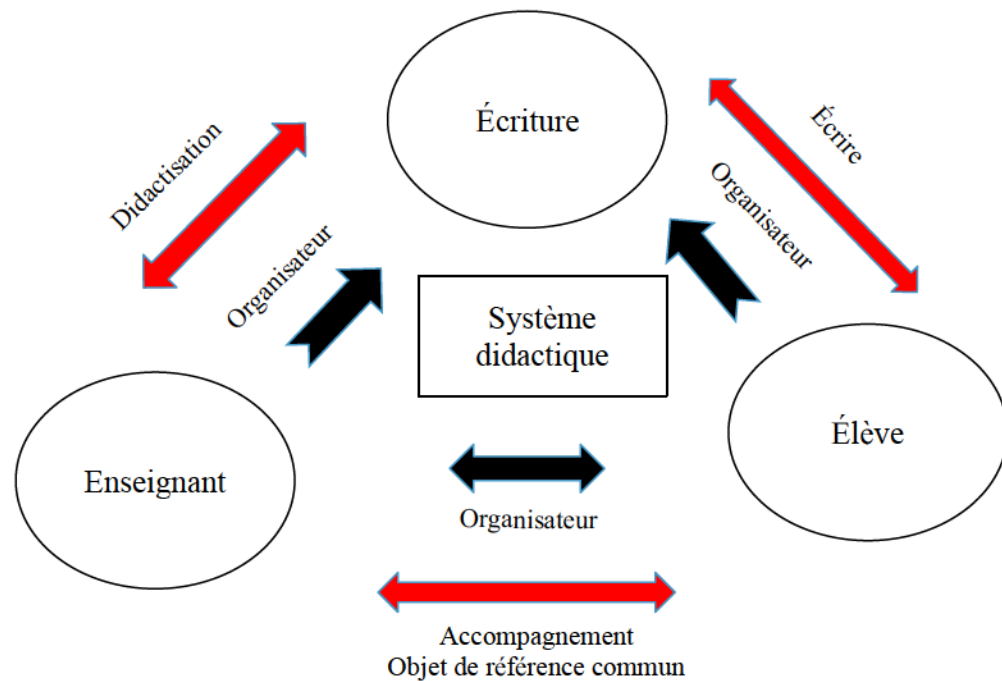 Écriture
Écrire
Didactisation
Organisateur
Organisateur
Système
didactique
Élève
Enseignant
Organisateur
Accompagnement
Objet de référence commun